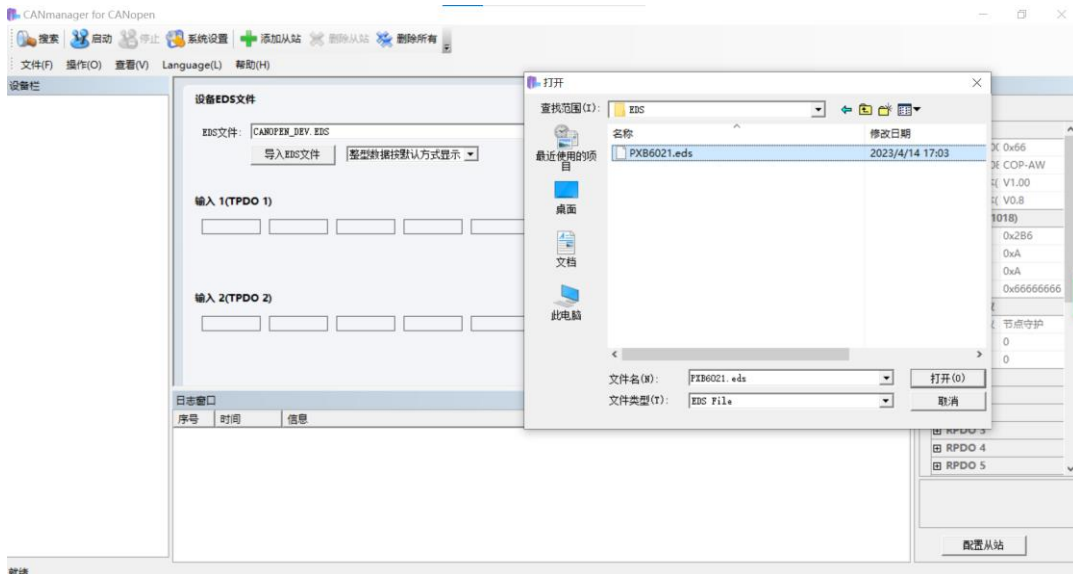 CANmanager for CANopen
搜索 启动 停止 系统设置 添加从站 删除从站 删除所有
文件(F) 操作(O) 查看(V) Language(L) 帮助(H)
设备栏
设备EDS文件
EDS文件: CANOPEN_DEV.EDS
导入EDS文件 整型数据按默认方式显示
输入 1(TPDO 1)
输入 2(TPDO 2)
日志窗口
序号 时间 信息
打开
查找范围(I): EDS
名称 修改日期
PXB6021.eds 2023/4/14 17:03
最近使用的项目
桌面
文档
此电脑
文件名(N): PXB6021.eds 打开(O)
文件类型(T): EDS File 取消
0x66
COP-AW
V1.00
V0.8
1018)
0x2B6
0xA
0xA
0x66666666
节点守护
0
0
RPDO 3
RPDO 4
RPDO 5
配置从站
就绪